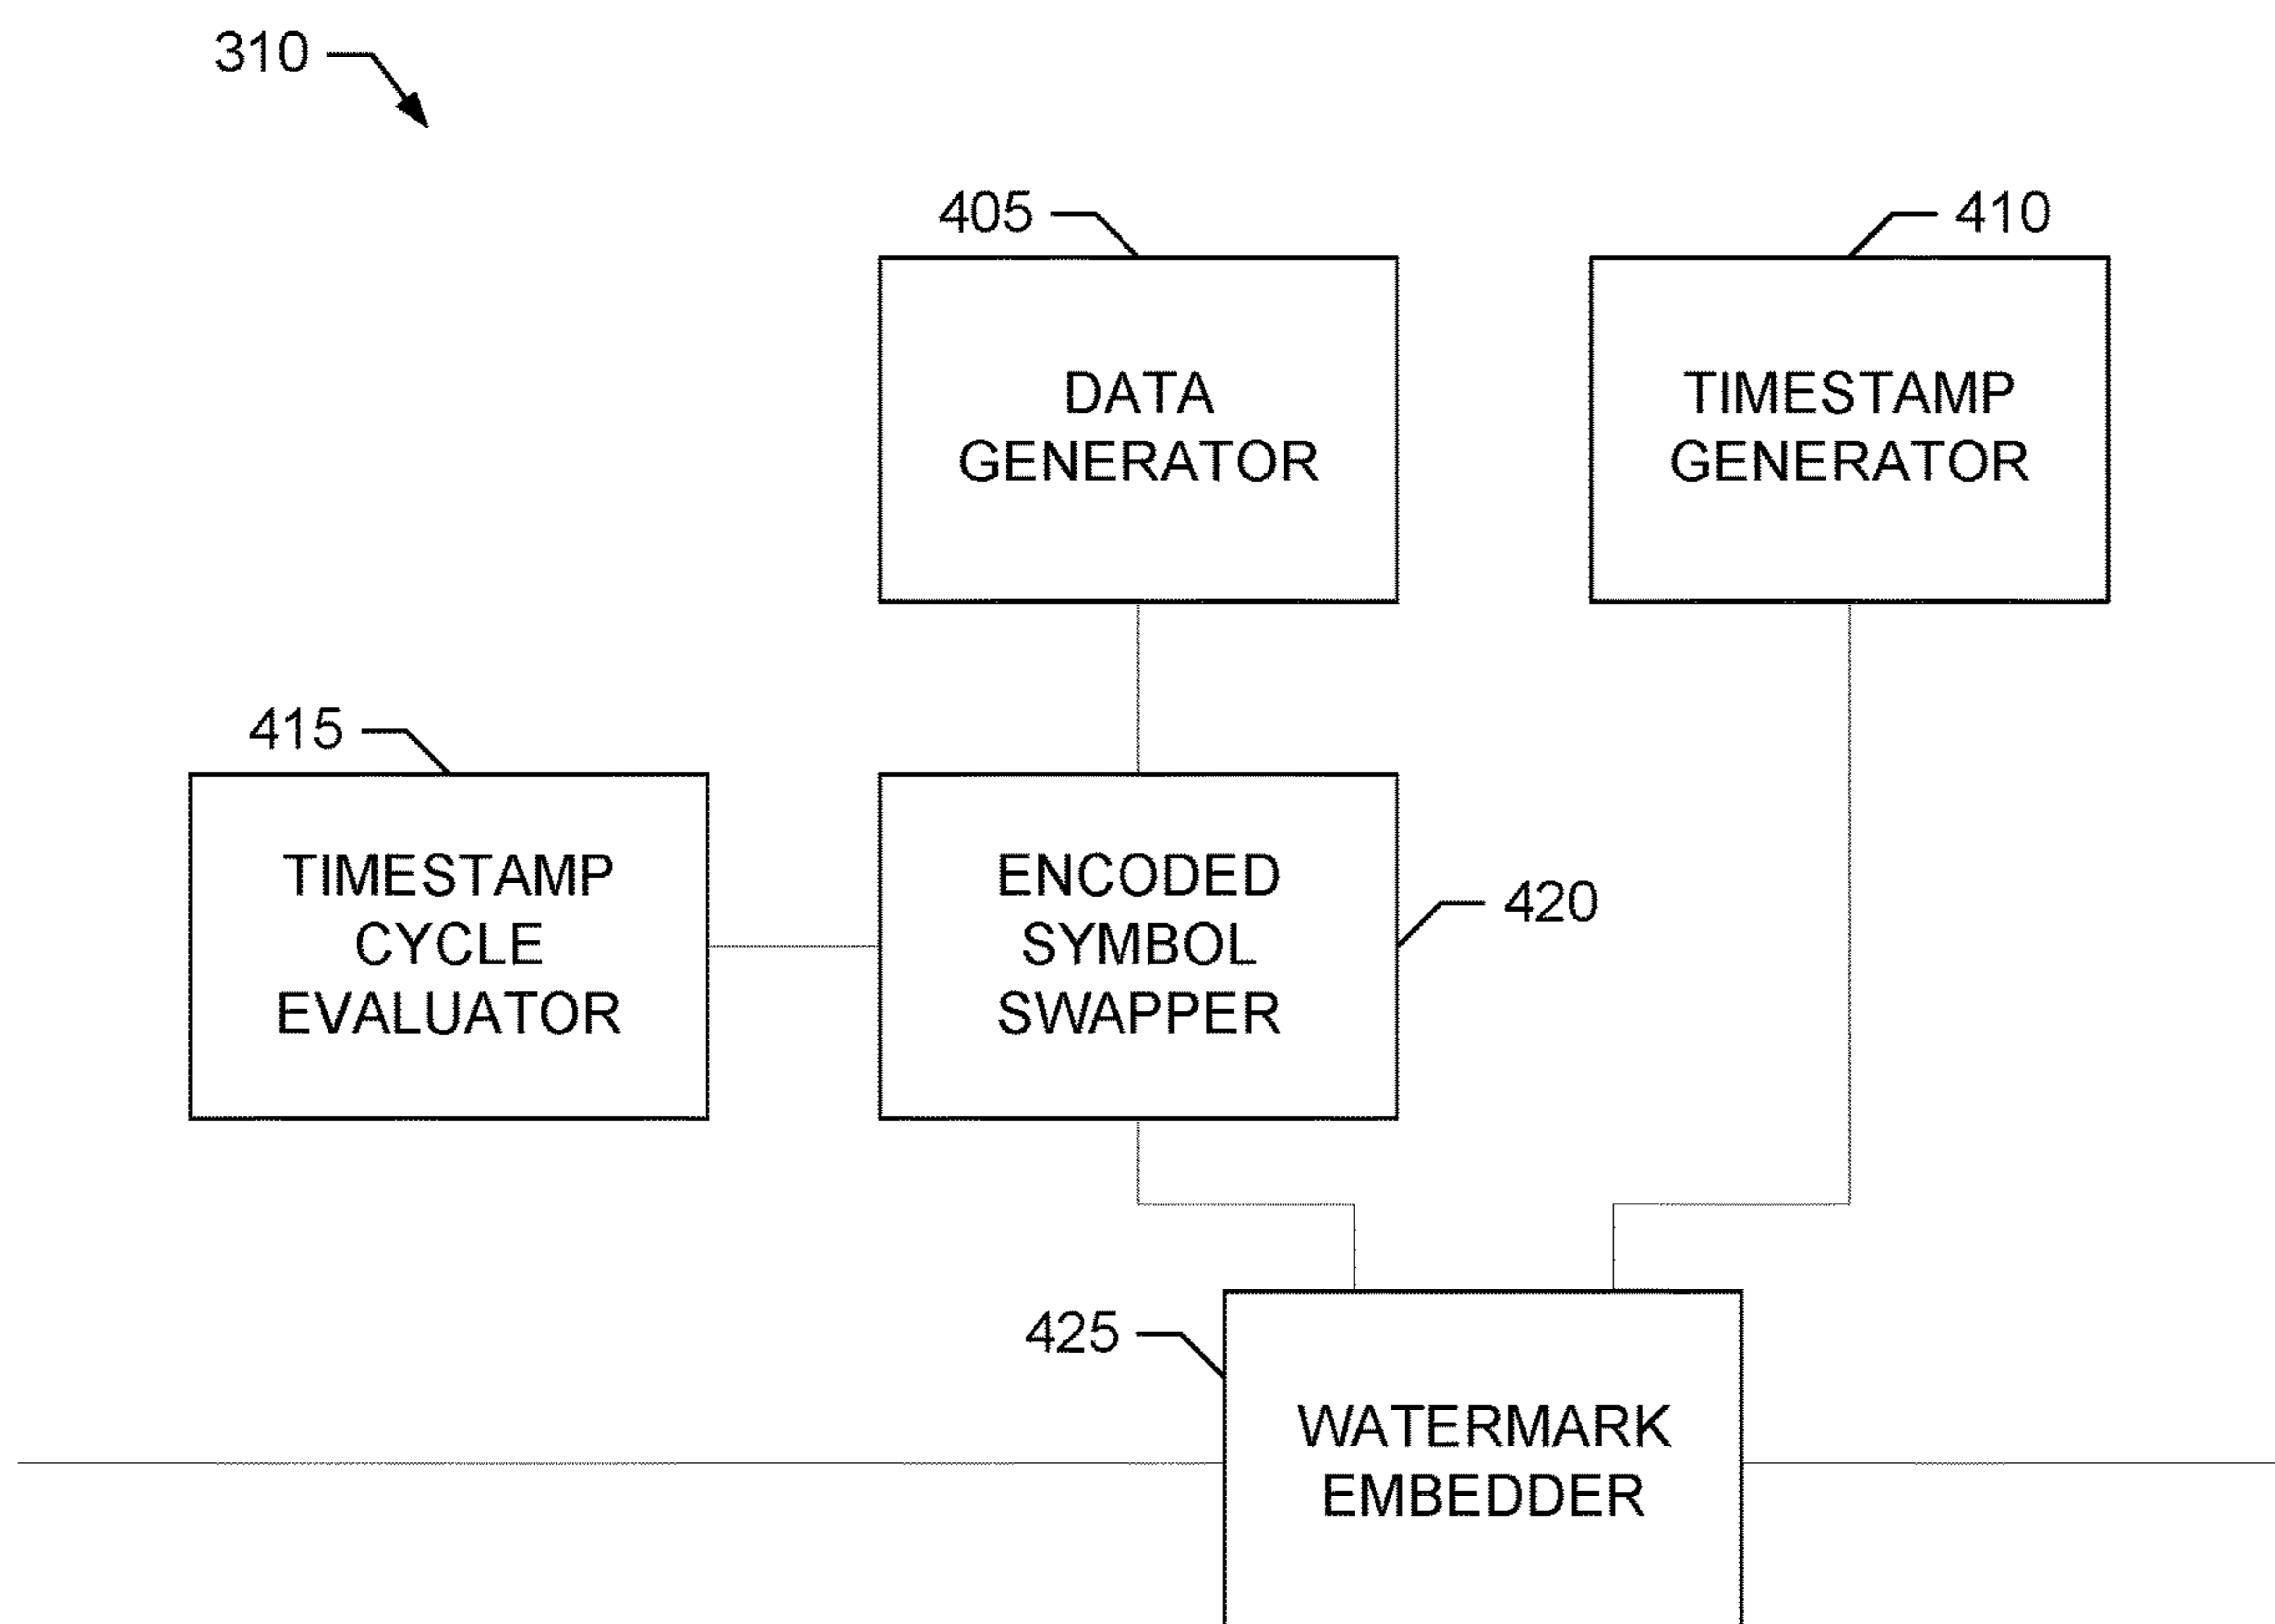 310
405
410
DATA
GENERATOR
TIMESTAMP
GENERATOR
415
TIMESTAMP
CYCLE
EVALUATOR
ENCODED
SYMBOL
SWAPPER
420
425
WATERMARK
EMBEDDER